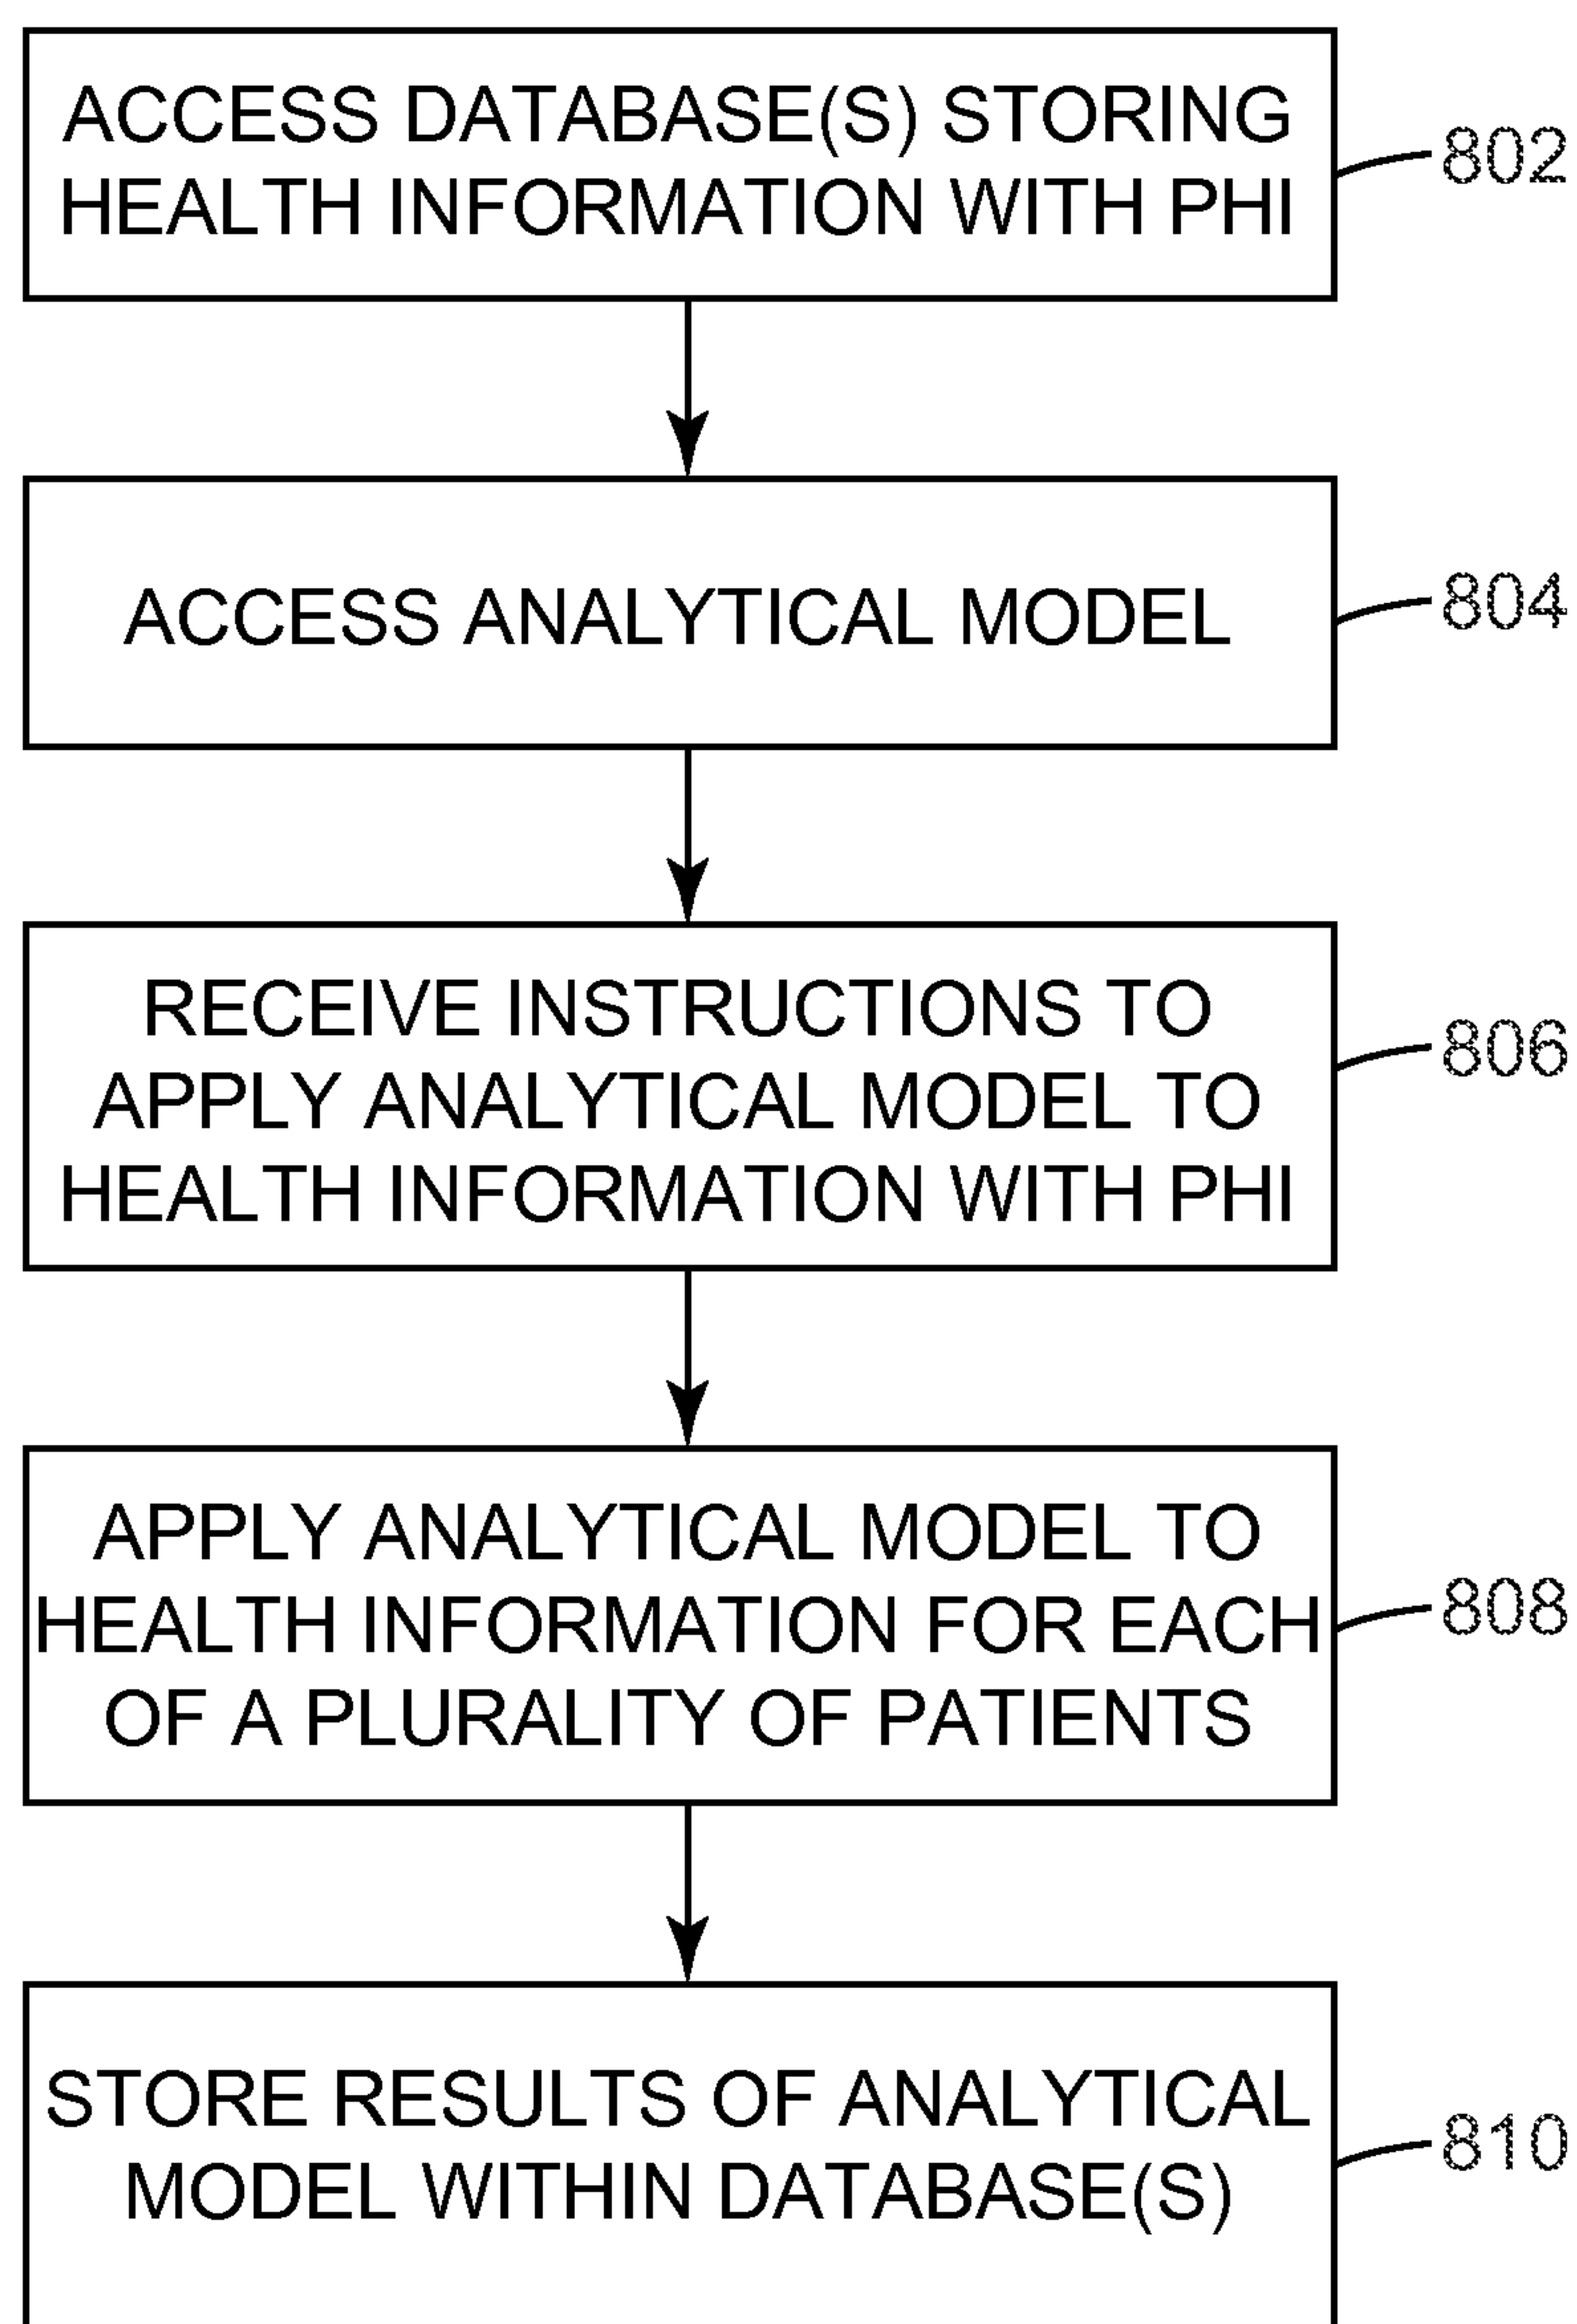 ACCESS DATABASE(S) STORING
HEALTH INFORMATION WITH PHI
802
ACCESS ANALYTICAL MODEL
804
RECEIVE INSTRUCTIONS TO
APPLY ANALYTICAL MODEL TO
HEALTH INFORMATION WITH PHI
806
APPLY ANALYTICAL MODEL TO
HEALTH INFORMATION FOR EACH
OF A PLURALITY OF PATIENTS
808
STORE RESULTS OF ANALYTICAL
MODEL WITHIN DATABASE(S)
810